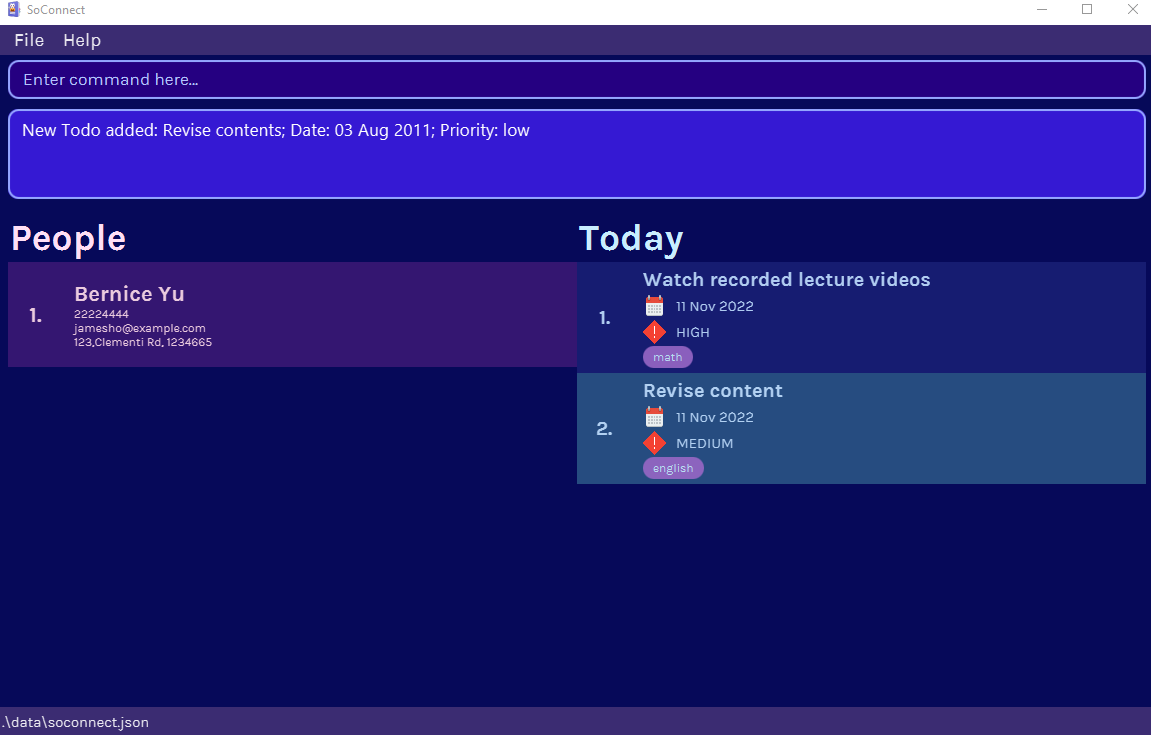 SoConnect
File Help
Enter command here...
New Todo added: Revise contents; Date: 03 Aug 2011; Priority: low
People
1.
Bernice Yu
22224444
jamesho@example.com
123,Clementi Rd, 1234665
Today
1.
Watch recorded lecture videos
11 Nov 2022
HIGH
math
2.
Revise content
11 Nov 2022
MEDIUM
english
.\data\soconnect.json